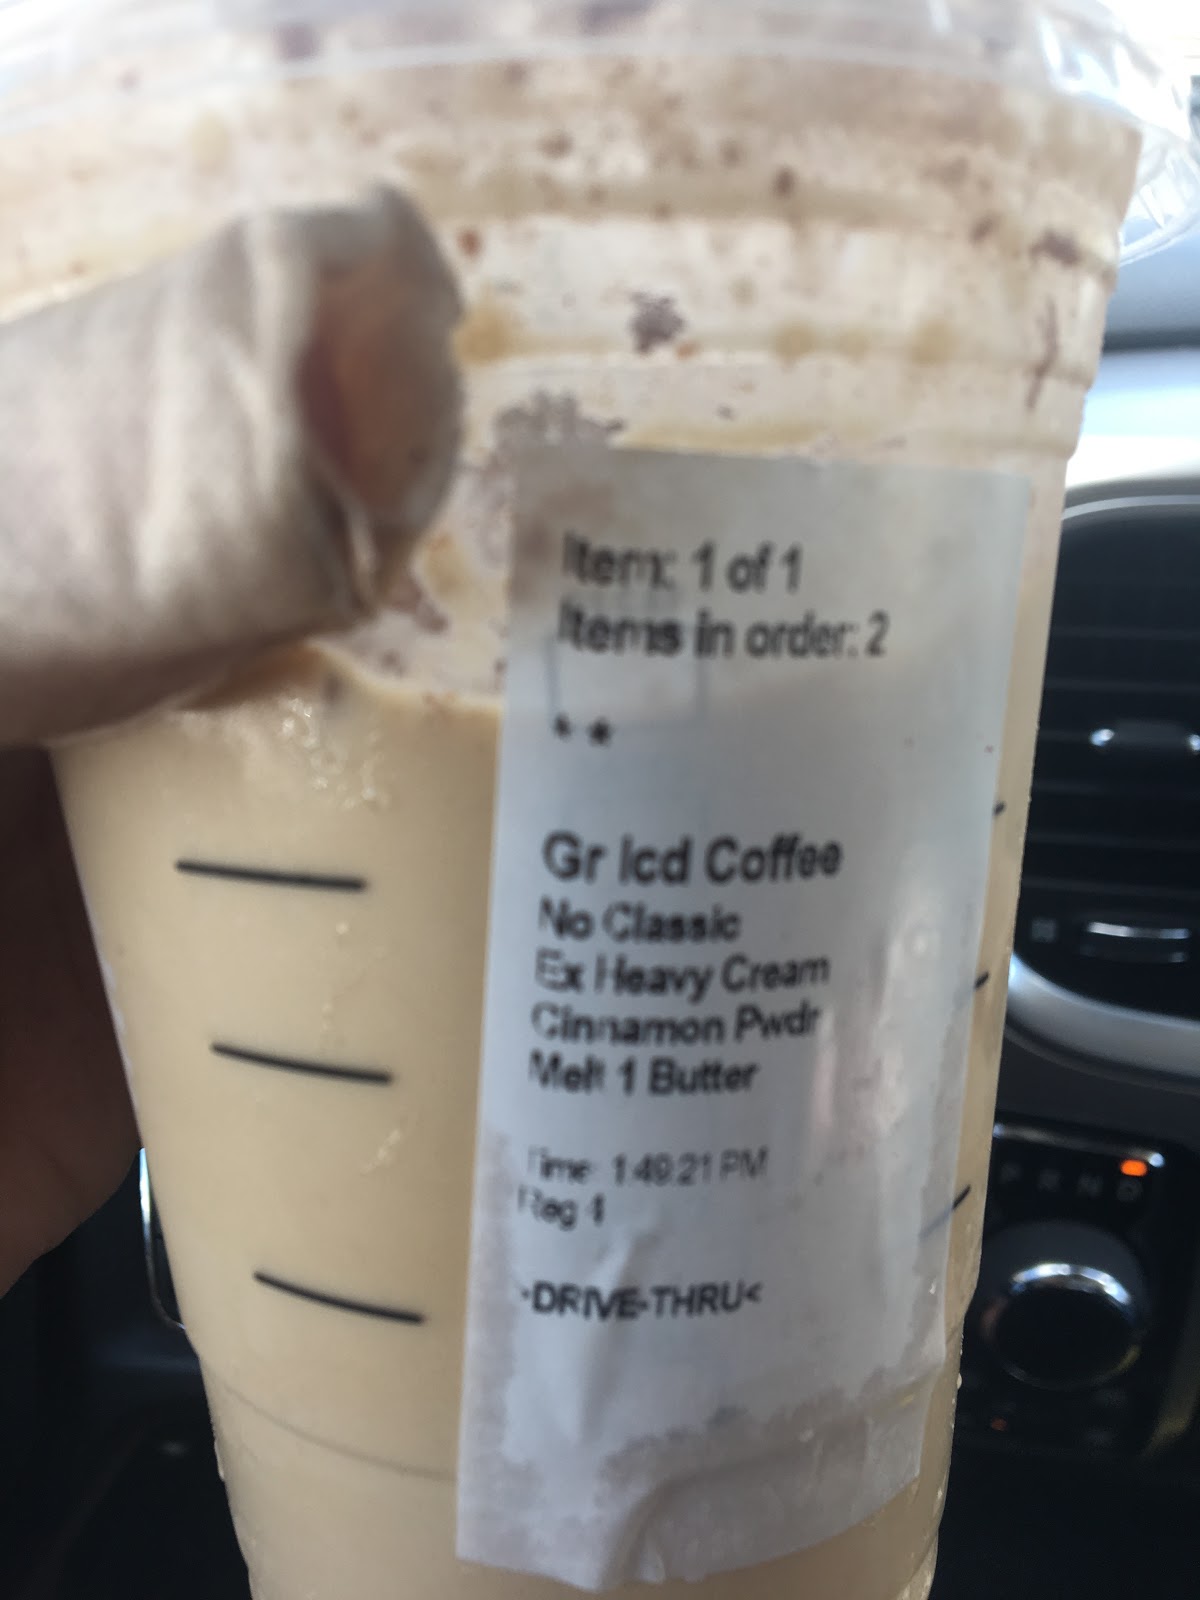 Item: 1 of 1
Items in order: 2
**
Gr Icd Coffee
No Classic
Ex Heavy Cream
Cinnamon Pwdr
Melt 1 Butter
Time: 1:49:21 PM
Reg 4
>DRIVE-THRU<
P R N D